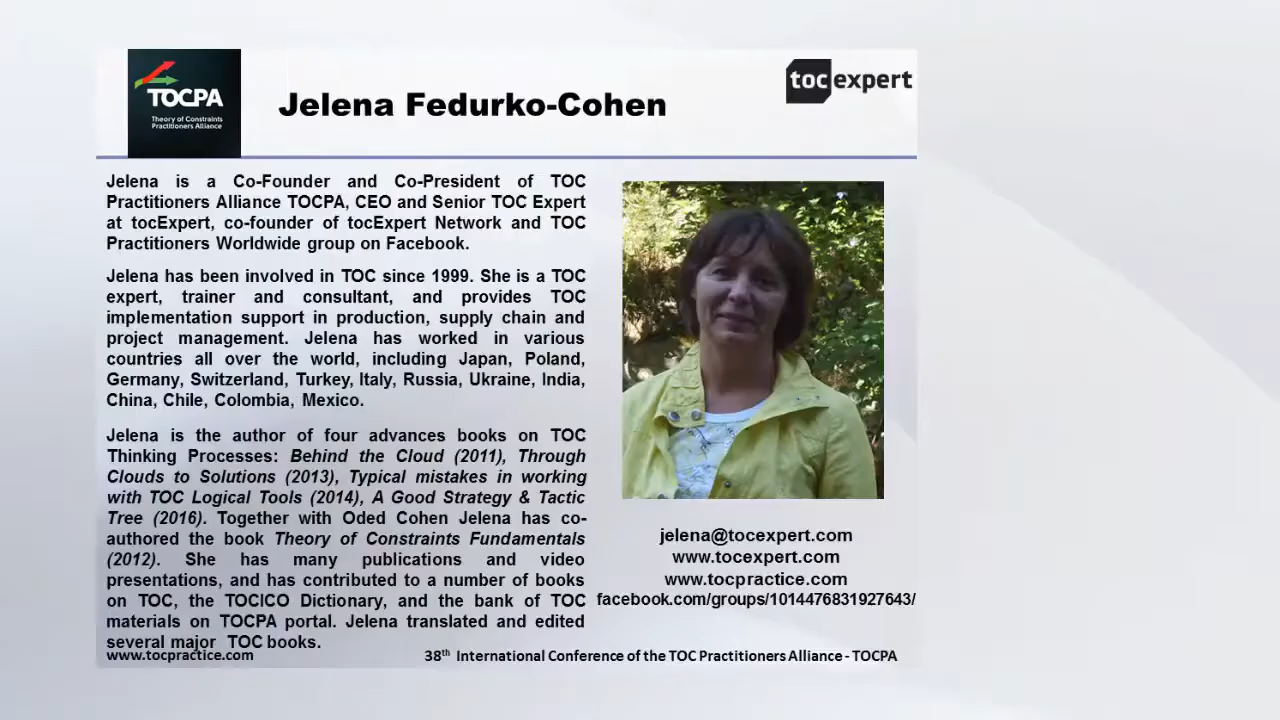 TOCPA
Theory of Constraints
Practitioners Alliance
Jelena Fedurko-Cohen
tocexpert
Jelena is a Co-Founder and Co-President of TOC
Practitioners Alliance TOCPA, CEO and Senior TOC Expert
at tocExpert, co-founder of tocExpert Network and TOC
Practitioners Worldwide group on Facebook.
Jelena has been involved in TOC since 1999. She is a TOC
expert, trainer and consultant, and provides TOC
implementation support in production, supply chain and
project management. Jelena has worked in various
countries all over the world, including Japan, Poland,
Germany, Switzerland, Turkey, Italy, Russia, Ukraine, India,
China, Chile, Colombia, Mexico.
Jelena is the author of four advances books on TOC
Thinking Processes: Behind the Cloud (2011), Through
Clouds to Solutions (2013), Typical mistakes in working
with TOC Logical Tools (2014), A Good Strategy & Tactic
Tree (2016). Together with Oded Cohen Jelena has co-
authored the book Theory of Constraints Fundamentals
(2012). She has many publications and video
presentations, and has contributed to a number of books
on TOC, the TOCICO Dictionary, and the bank of TOC
materials on TOCPA portal. Jelena translated and edited
several major TOC books.
jelena@tocexpert.com
www.tocexpert.com
www.tocpractice.com
facebook.com/groups/1014476831927643/
www.tocpractice.com
38th International Conference of the TOC Practitioners Alliance - TOCPA